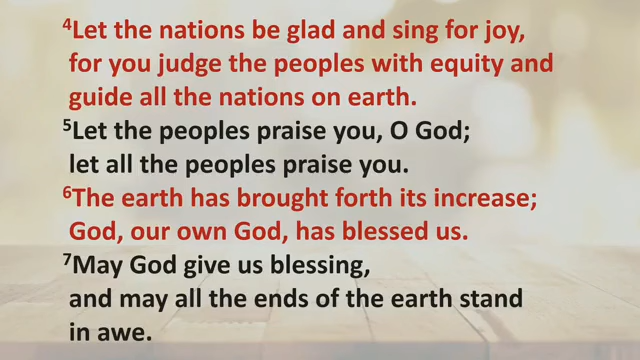 ⁴Let the nations be glad and sing for joy,
for you judge the peoples with equity and
guide all the nations on earth.
⁵Let the peoples praise you, O God;
let all the peoples praise you.
⁶The earth has brought forth its increase;
God, our own God, has blessed us.
⁷May God give us blessing,
and may all the ends of the earth stand
in awe.